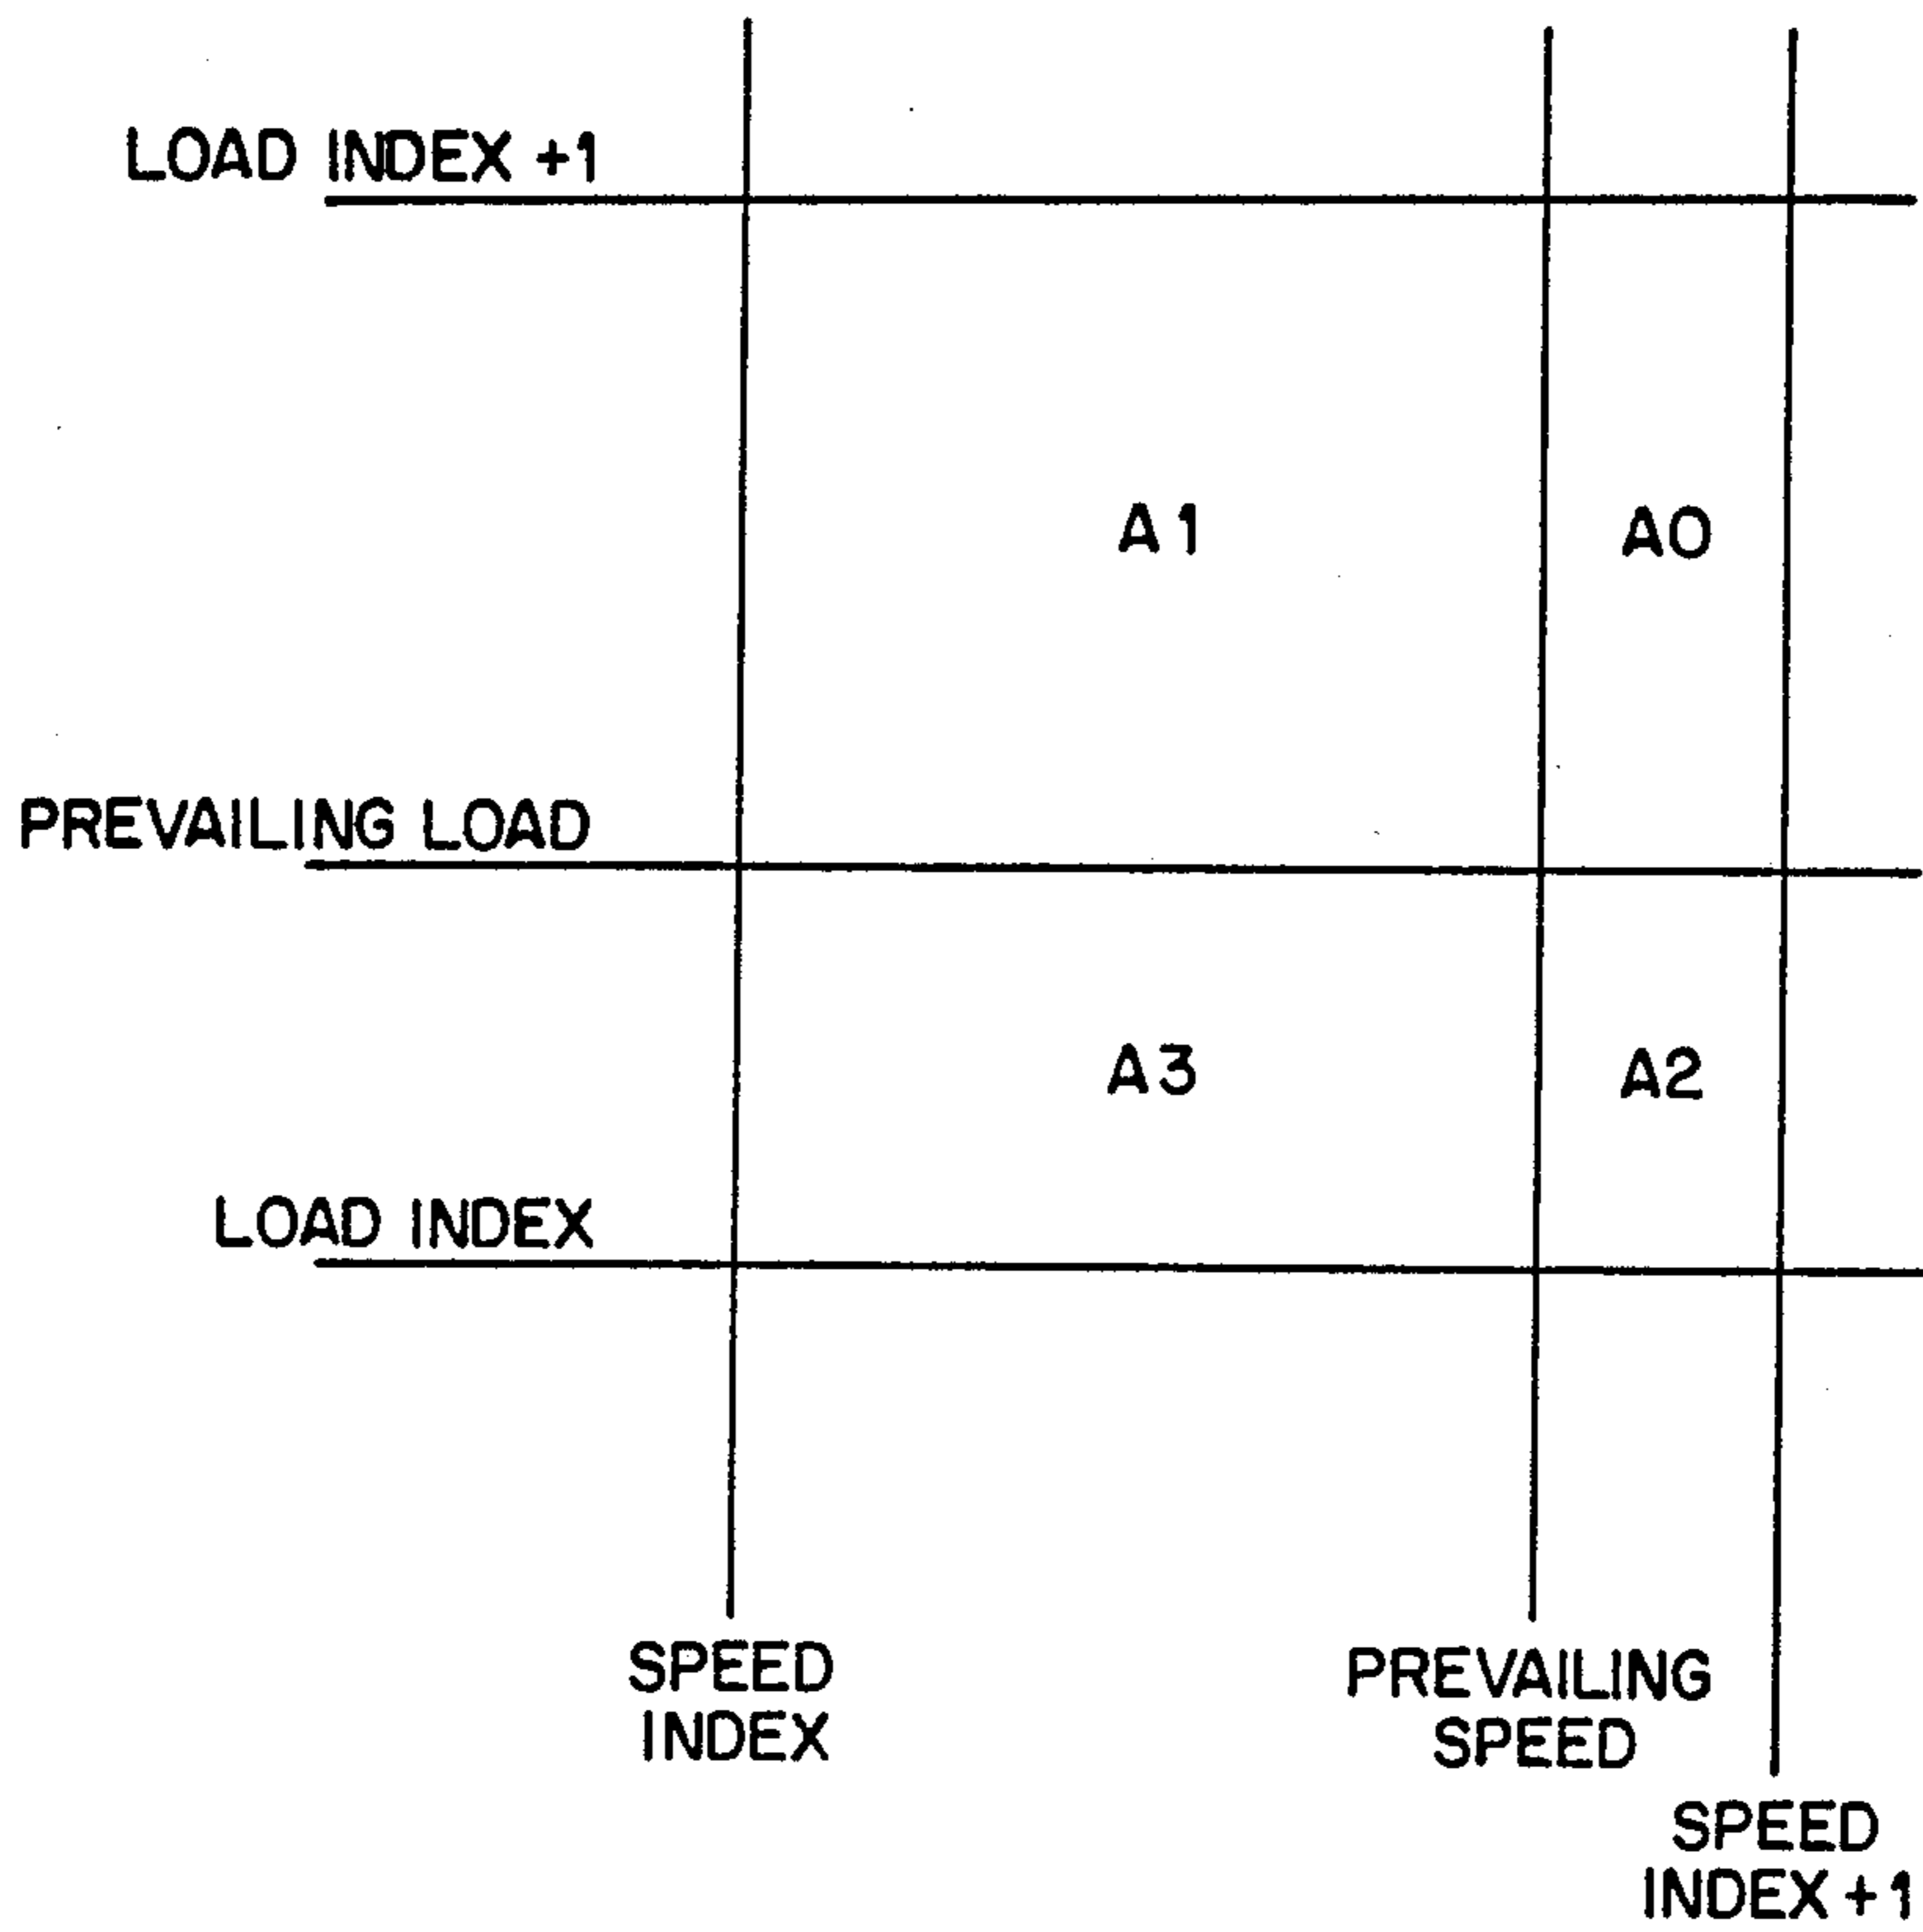 LOAD INDEX +1
A1
A0
PREVAILING LOAD
A3
A2
LOAD INDEX
SPEED
INDEX
PREVAILING
SPEED
SPEED
INDEX +1